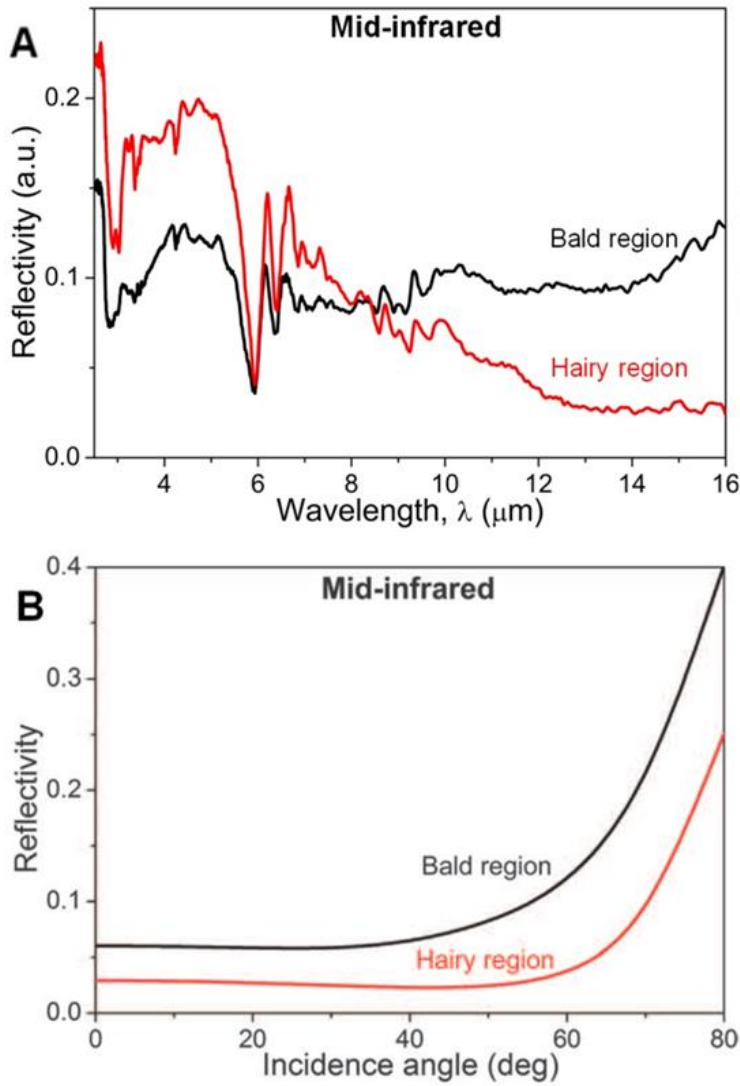 A
Mid-infrared
0.2
0.1
0.0
Reflectivity (a.u.)
Bald region
Hairy region
4 6 8 10 12 14 16
Wavelength, λ (μm)
B
Mid-infrared
0.4
0.3
0.2
0.1
0.0
Reflectivity
Bald region
Hairy region
0 20 40 60 80
Incidence angle (deg)